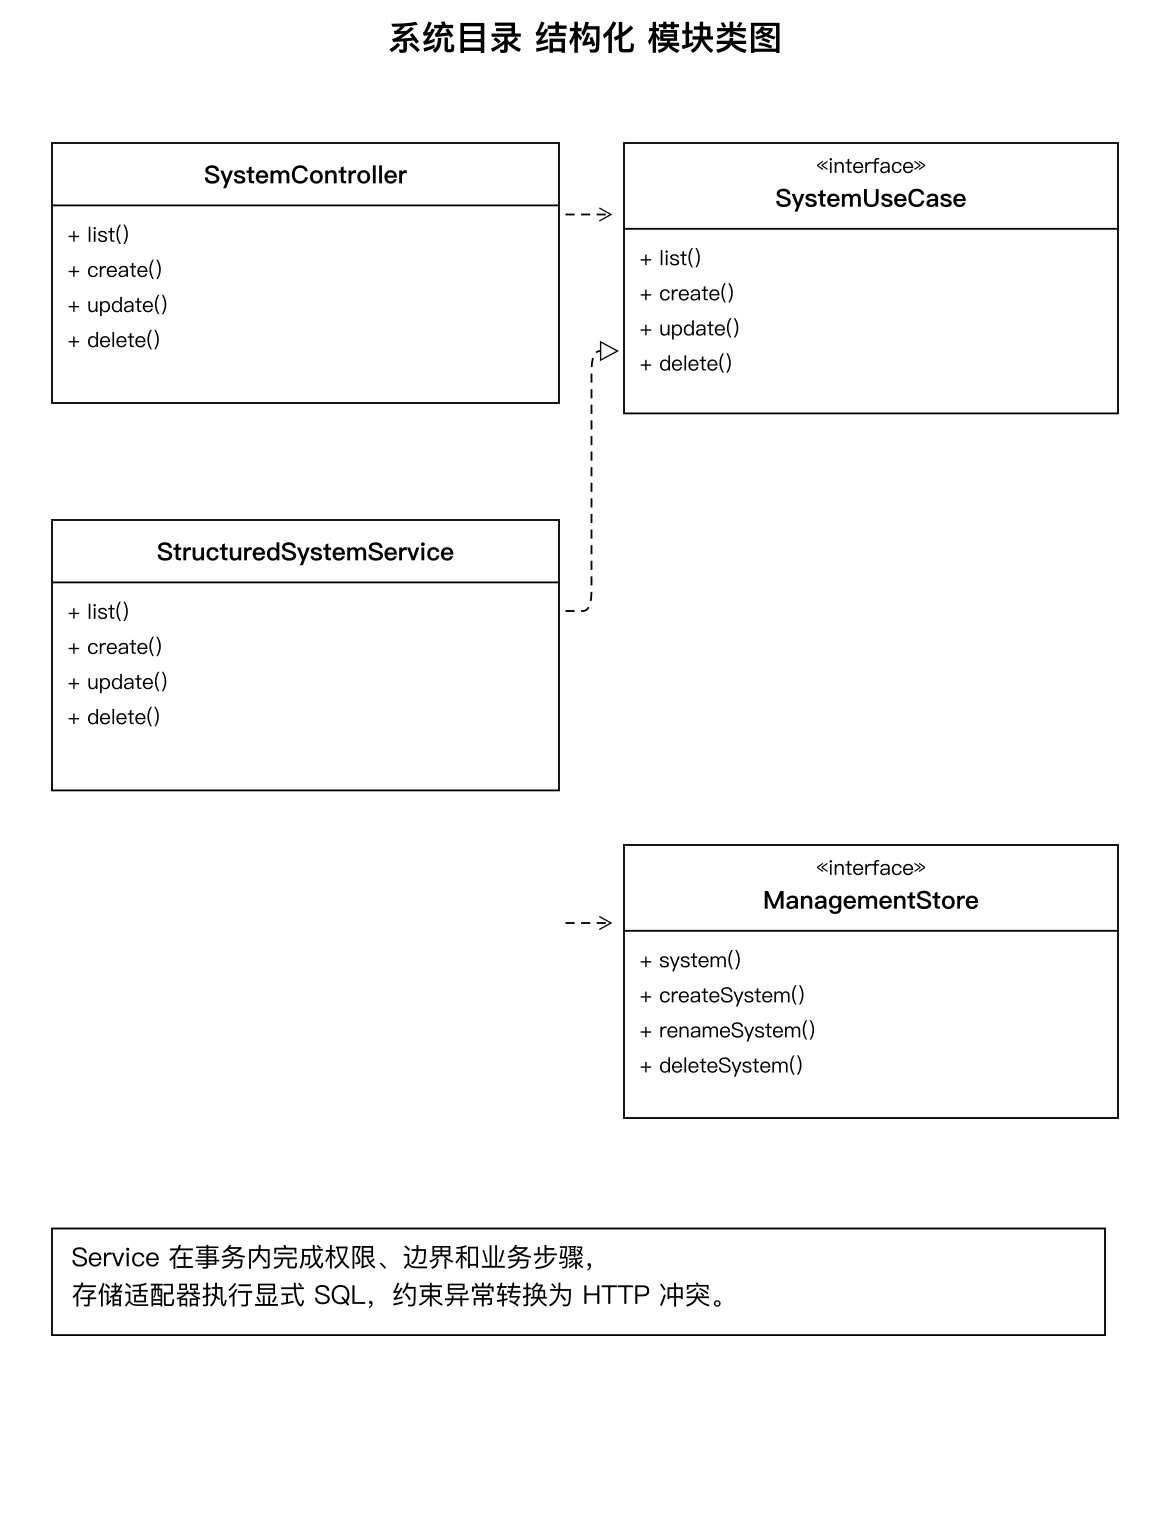 系统目录 结构化 模块类图
SystemController
+ list()
+ create()
+ update()
+ delete()
«interface»
SystemUseCase
+ list()
+ create()
+ update()
+ delete()
StructuredSystemService
+ list()
+ create()
+ update()
+ delete()
«interface»
ManagementStore
+ system()
+ createSystem()
+ renameSystem()
+ deleteSystem()
Service 在事务内完成权限、边界和业务步骤，
存储适配器执行显式 SQL，约束异常转换为 HTTP 冲突。